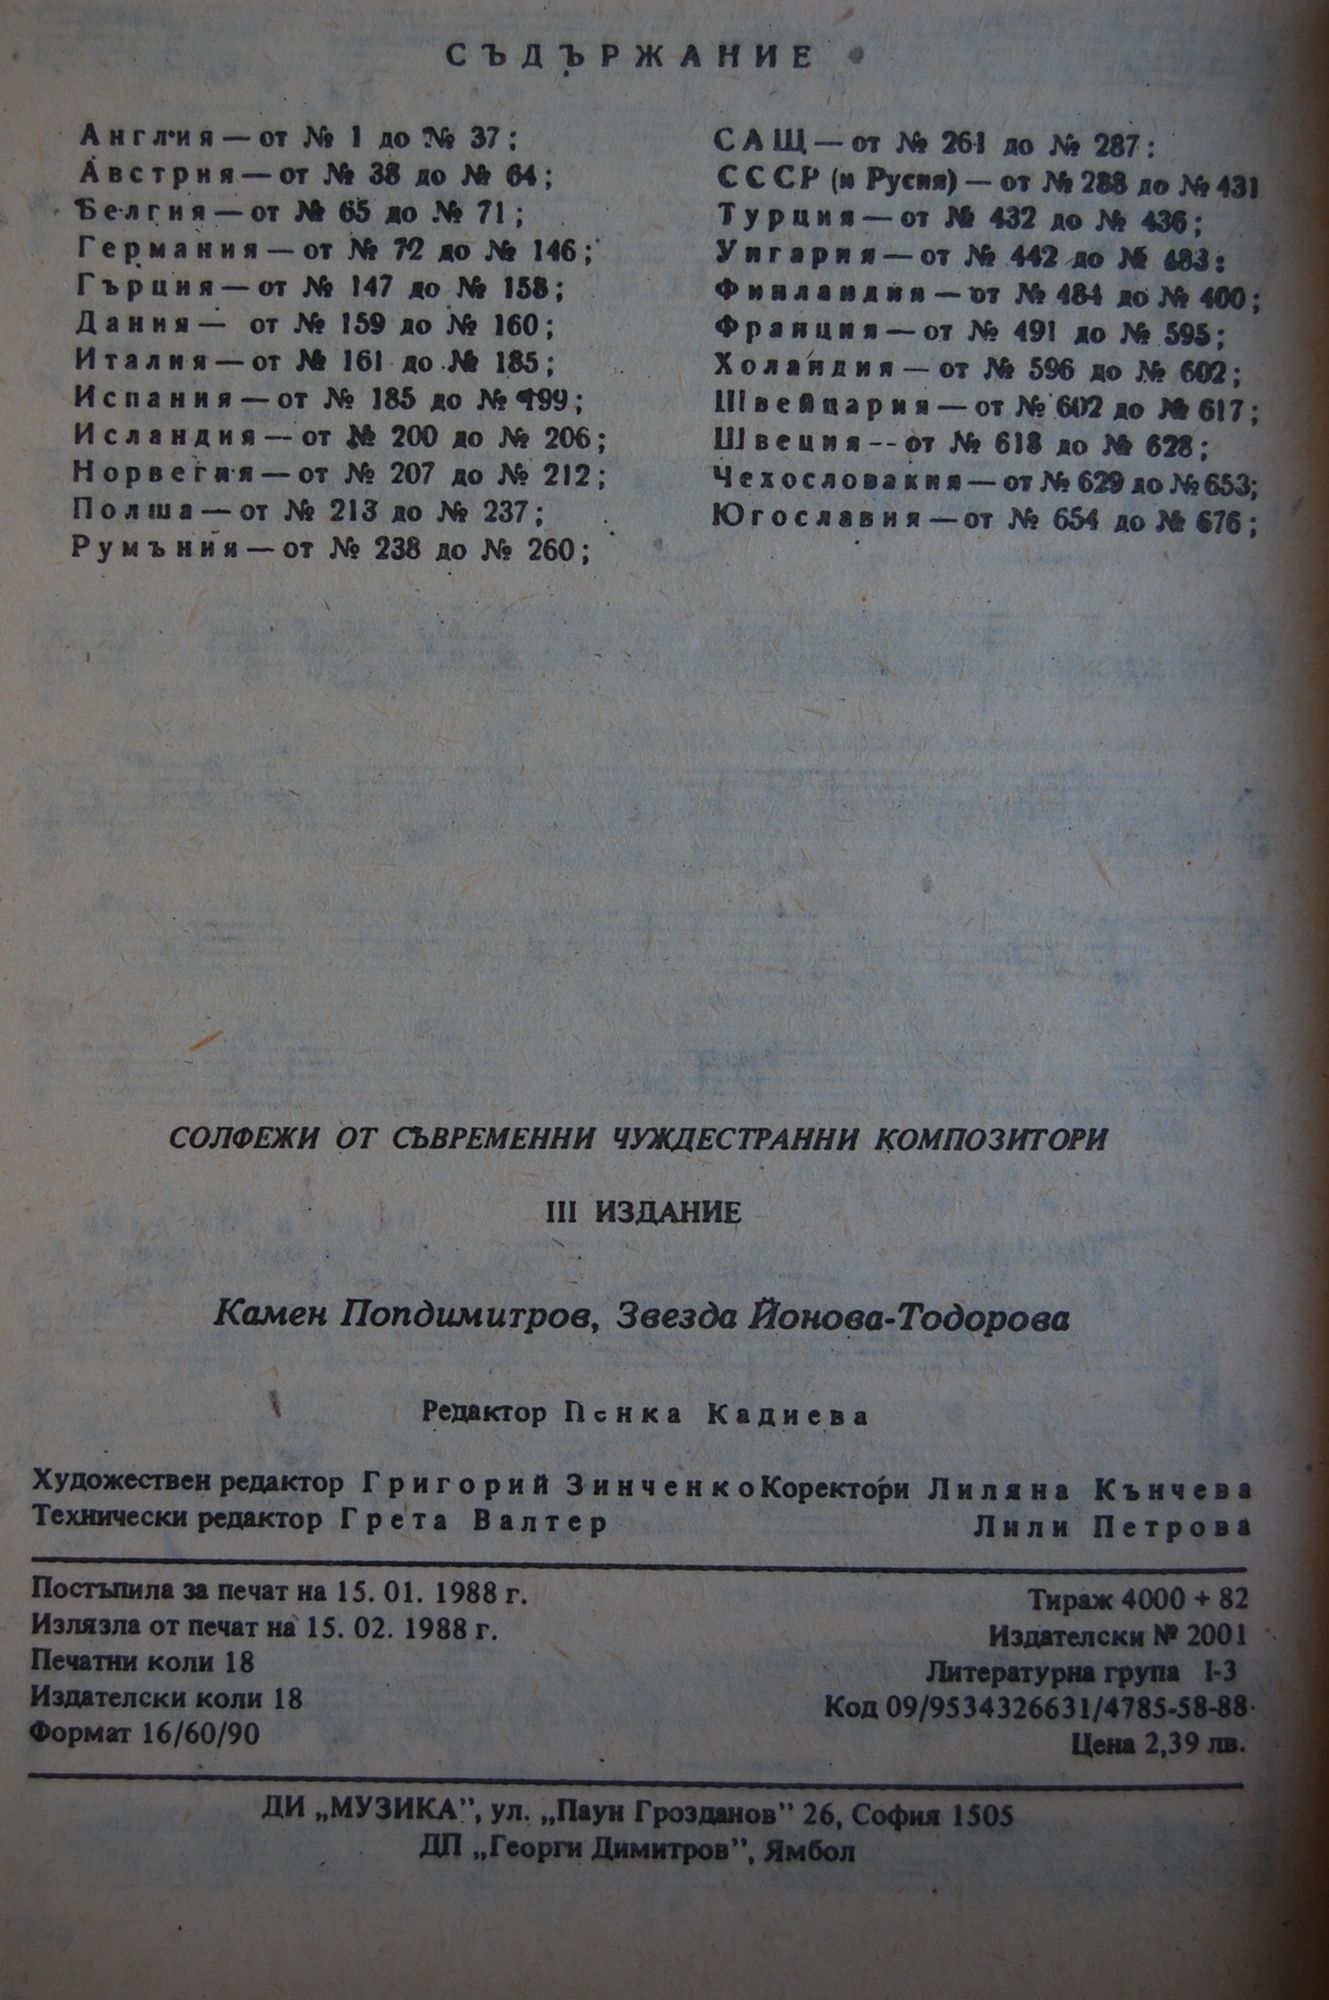 СЪДЪРЖАНИЕ
Англия — от № 1 до № 37;
Австрия — от № 38 до № 64;
Белгия — от № 65 до № 71;
Германия — от № 72 до № 146;
Гърция — от № 147 до № 158;
Дания — от № 159 до № 160;
Италия — от № 161 до № 185;
Испания — от № 185 до № 199;
Исландия — от № 200 до № 206;
Норвегия — от № 207 до № 212;
Полша — от № 213 до № 237;
Румъния — от № 238 до № 260;
САЩ — от № 261 до № 287:
СССР (и Русия) — от № 288 до № 431
Турция — от № 432 до № 436;
Унгария — от № 442 до № 483:
Финландия — от № 484 до № 400;
Франция — от № 491 до № 595;
Холандия — от № 596 до № 602;
Швейцария — от № 602 до № 617;
Швеция -- от № 618 до № 628;
Чехословакия — от № 629 до № 653;
Югославия — от № 654 до № 676;
СОЛФЕЖИ ОТ СЪВРЕМЕННИ ЧУЖДЕСТРАННИ КОМПОЗИТОРИ
III ИЗДАНИЕ
Камен Попдимитров, Звезда Йонова-Тодорова
Редактор Пенка Кадиева
Художествен редактор Григорий Зинченко Коректори Лиляна Кънчева
Технически редактор Грета Валтер Лили Петрова
Постъпила за печат на 15. 01. 1988 г.
Излязла от печат на 15. 02. 1988 г.
Печатни коли 18
Издателски коли 18
Формат 16/60/90
Тираж 4000 + 82
Издателски № 2001
Литературна група I-3
Код 09/9534326631/4785-58-88
Цена 2,39 лв.
ДИ „МУЗИКА", ул. „Паун Грозданов" 26, София 1505
ДП „Георги Димитров", Ямбол